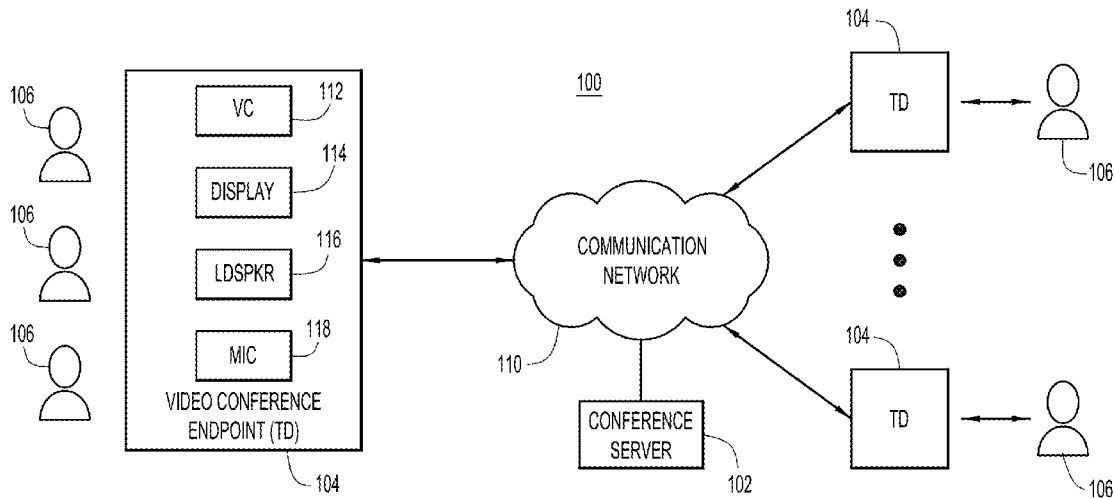 106
106
106
VC
112
DISPLAY
114
LDSPKR
116
MIC
118
VIDEO CONFERENCE
ENDPOINT (TD)
104
100
COMMUNICATION
NETWORK
110
CONFERENCE
SERVER
102
104
TD
106
104
TD
106